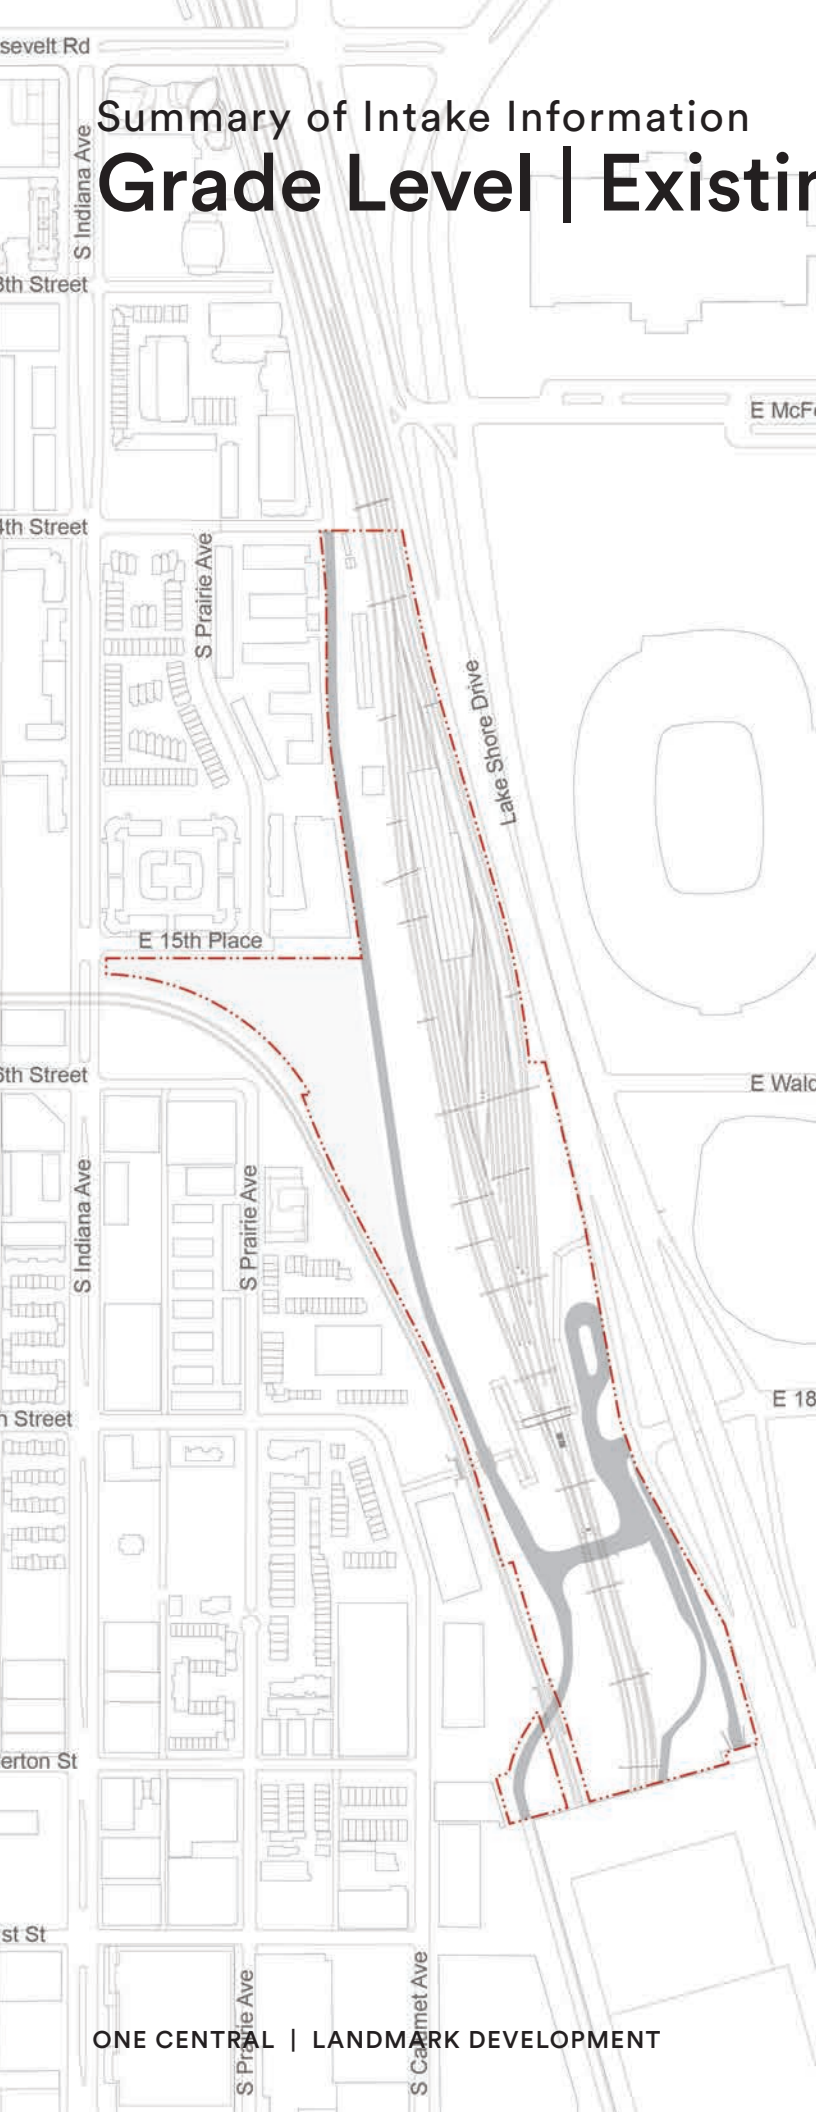 sevelt Rd
Summary of Intake Information
Grade Level | Existin
S Indiana Ave
3th Street
E McFe
4th Street
S Prairie Ave
Lake Shore Drive
E 15th Place
6th Street
E Wald
S Indiana Ave
S Prairie Ave
E 18
h Street
erton St
st St
S Prairie Ave
S Calumet Ave
ONE CENTRAL | LANDMARK DEVELOPMENT